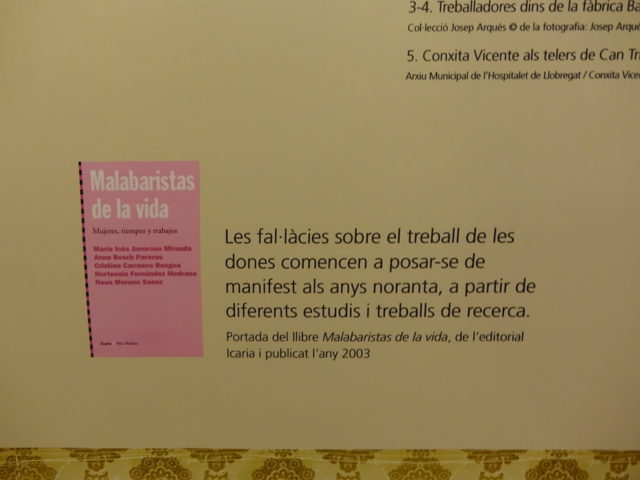 3-4. Treballadores dins de la fàbrica
Col·lecció Josep Arqués © de la fotografia: Josep
5. Conxita Vicente als telers de Can
Arxiu Municipal de l'Hospitalet de Llobregat / Conxita
Malabaristas
de la vida
Mujeres, tiempos y trabajos
María Inés Amoroso Miranda
Anna Bosch Pareras
Cristina Carrasco Bengoa
Hortensia Fernández Medrano
Neus Moreno Saenz
Icaria
Les fal·làcies sobre el treball de les
dones comencen a posar-se de
manifest als anys noranta, a partir de
diferents estudis i treballs de recerca.
Portada del llibre Malabaristas de la vida, de l'editorial
Icaria i publicat l'any 2003